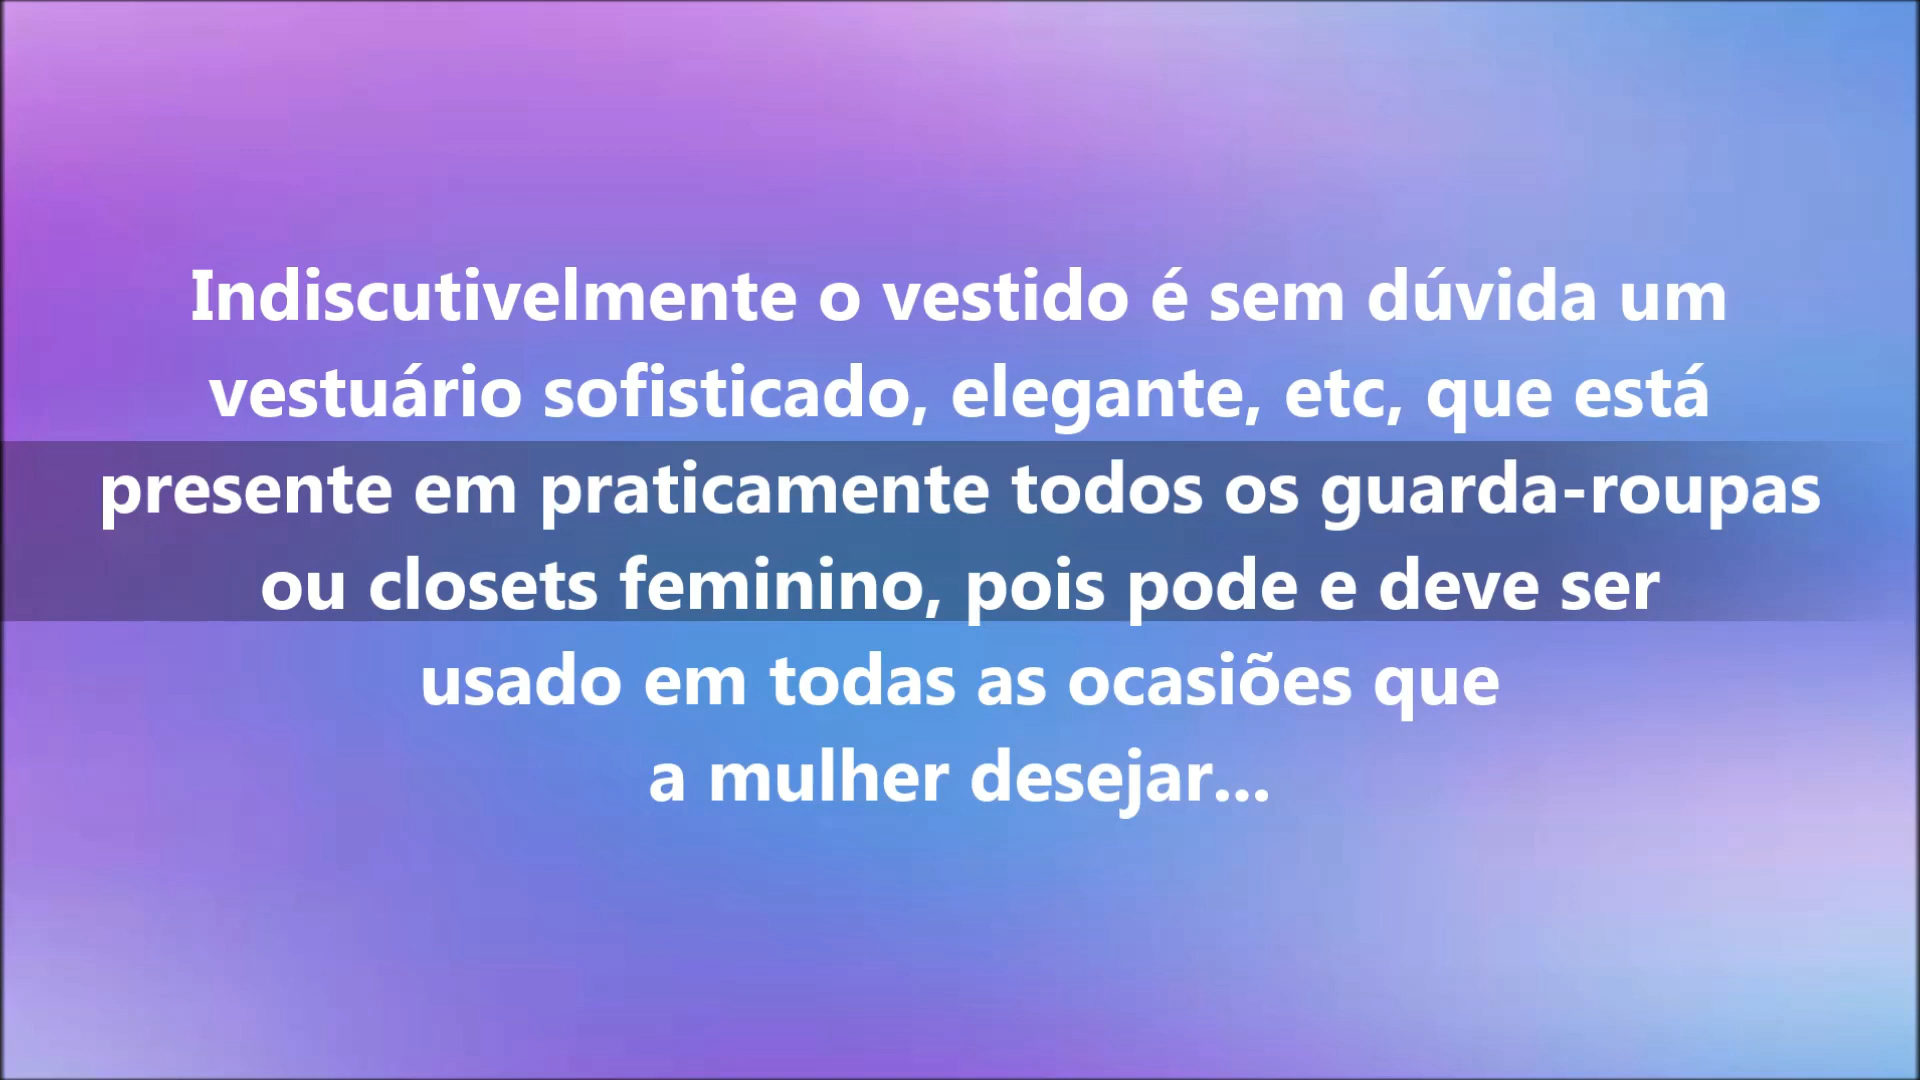 Indiscutivelmente o vestido é sem dúvida um
vestuário sofisticado, elegante, etc, que está
presente em praticamente todos os guarda-roupas
ou closets feminino, pois pode e deve ser
usado em todas as ocasiões que
a mulher desejar...